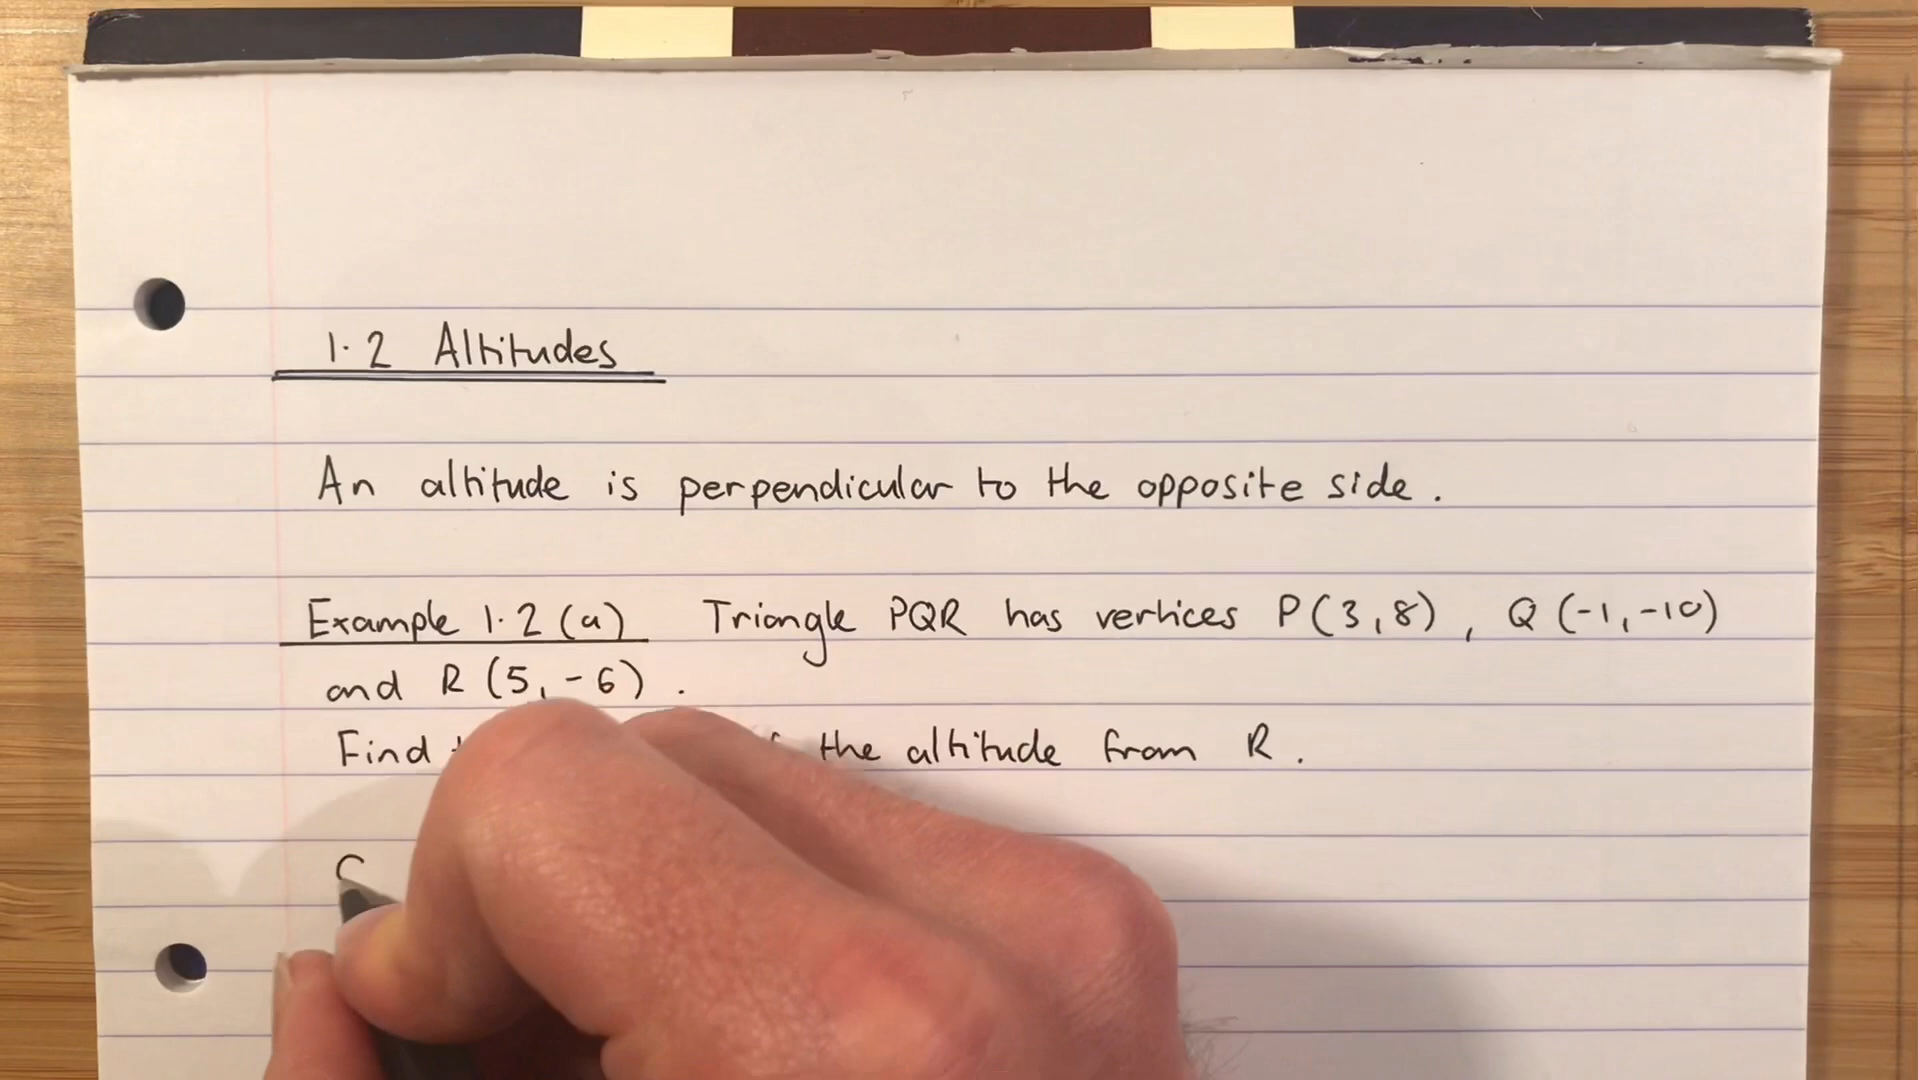 1.2 Altitudes
An altitude is perpendicular to the opposite side.
Example 1.2 (a) Triangle PQR has vertices P(3,8), Q(-1,-10)
and R(5,-6).
Find the altitude from R.